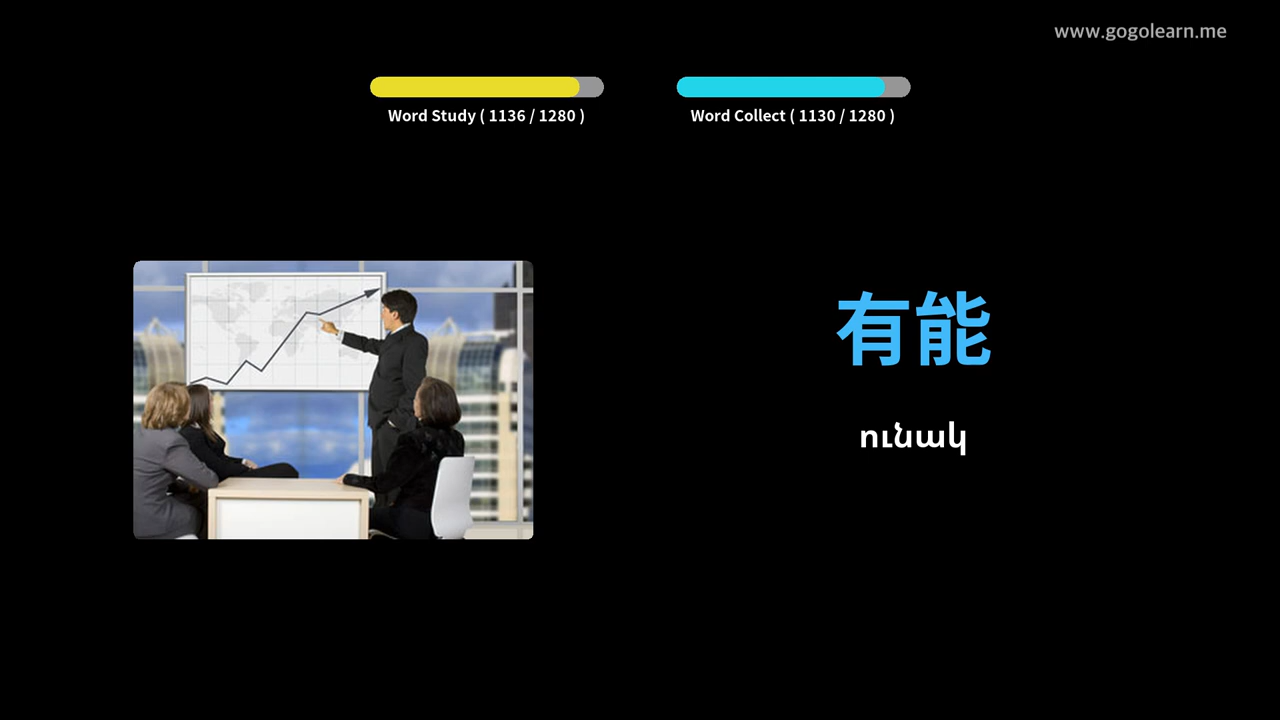 www.gogolearn.me
Word Study ( 1136 / 1280 )
Word Collect ( 1130 / 1280 )
有能
ունակ